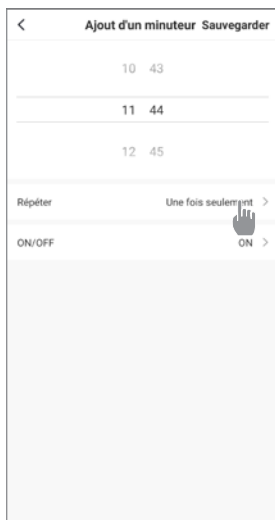 Ajout d'un minuteur Sauvegarder
10 43
11 44
12 45
Répéter Une fois seulement
ON/OFF ON